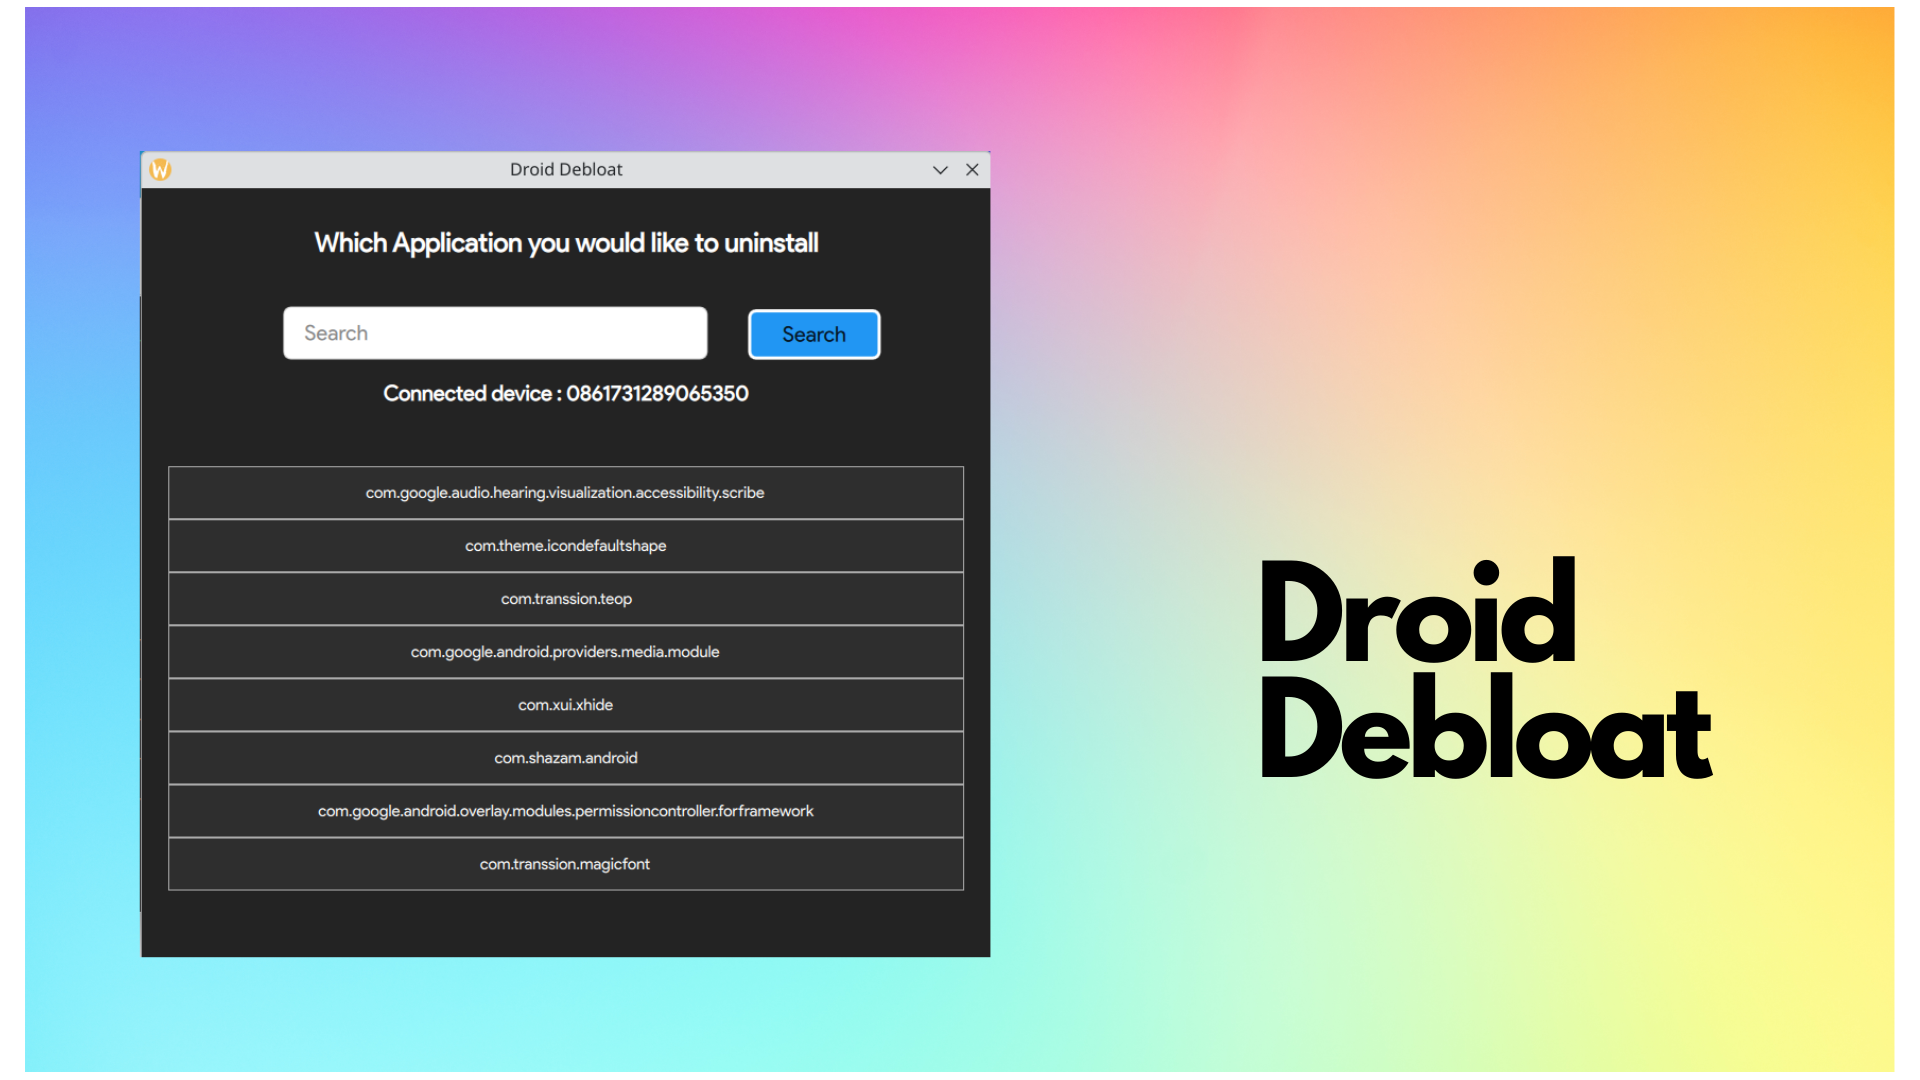 W Droid Debloat
Which Application you would like to uninstall
Search Search
Connected device : 0861731289065350
com.google.audio.hearing.visualization.accessibility.scribe
com.theme.icondefaultshape
com.transsion.teop
com.google.android.providers.media.module
com.xui.xhide
com.shazam.android
com.google.android.overlay.modules.permissioncontroller.forframework
com.transsion.magicfont
Droid
Debloat